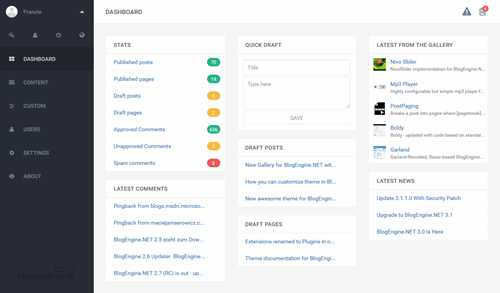 Francis
DASHBOARD
CONTENT
CUSTOM
USERS
SETTINGS
ABOUT
DASHBOARD
6
STATS
Published posts 75
Published pages 14
Draft posts 3
Draft pages 2
Approved Comments 656
Unapproved Comments 0
Spam comments 0
LATEST COMMENTS
Pingback from blogs.msdn.microso...
Pingback from maciejaniserowicz.c...
BlogEngine.NET 2.5 steht zum Dow...
BlogEngine 2.6 Updater BlogEngine...
BlogEngine.NET 2.7 (RC) is out - up...
QUICK DRAFT
Title
Type here
SAVE
DRAFT POSTS
New Gallery for BlogEngine.NET wit...
How you can customize theme in Bl...
New awesome theme for BlogEngin...
DRAFT PAGES
Extensions renamed to Plugins in n...
Theme documentation for BlogEngi...
LATEST FROM THE GALLERY
Nivo Slider
NivoSlider implementation for BlogEngine.N...
Mp3 Player
Highly configurable but simple mp3 player f...
PostPaging
Breaks a post into pages where [pagebreak] ...
Boldy
Boldy - updated with code based on standar...
Garland
Garland-Revisited, Razor-based BlogEngine...
LATEST NEWS
Update 3.1.1.0 With Security Patch
Upgrade to BlogEngine.NET 3.1
BlogEngine.NET 3.0 Is Here